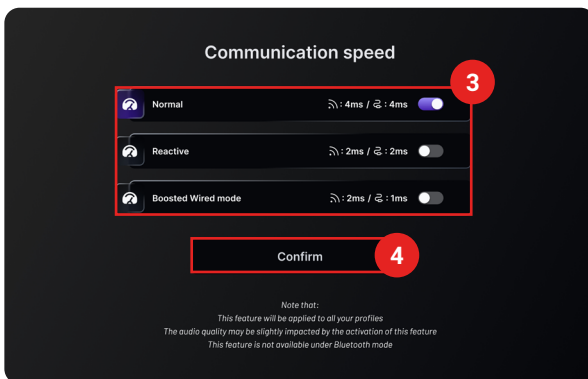 Communication speed
3
Normal : 4ms / : 4ms
Reactive : 2ms / : 2ms
Boosted Wired mode : 2ms / : 1ms
Confirm 4
Note that:
This feature will be applied to all your profiles
The audio quality may be slightly impacted by the activation of this feature
This feature is not available under Bluetooth mode